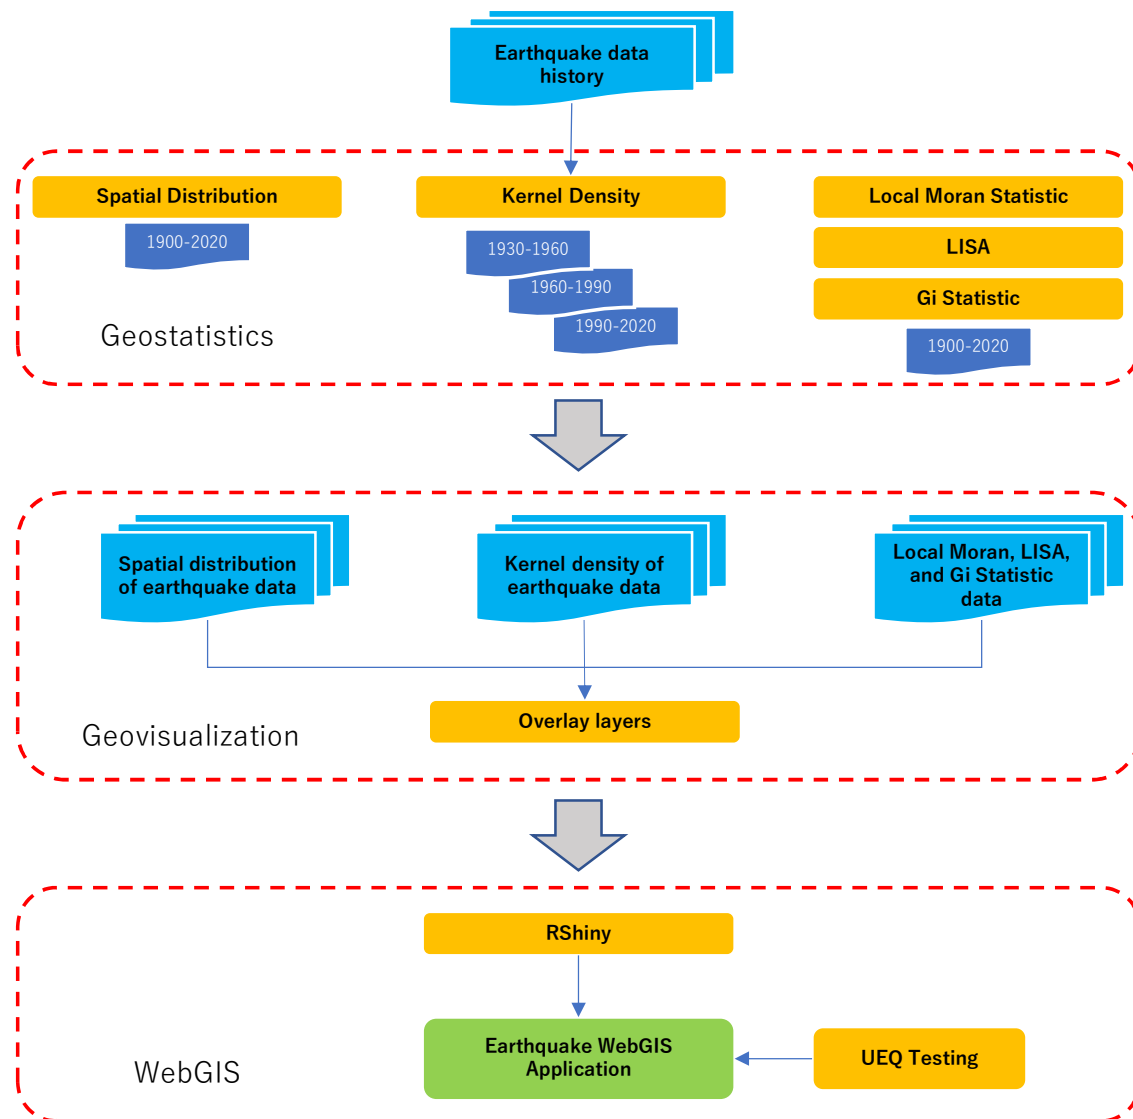 Earthquake data
history
Spatial Distribution
1900-2020
Kernel Density
1930-1960
1960-1990
1990-2020
Local Moran Statistic
LISA
Gi Statistic
1900-2020
Geostatistics
Spatial distribution
of earthquake data
Kernel density of
earthquake data
Local Moran, LISA,
and Gi Statistic
data
Overlay layers
Geovisualization
RShiny
Earthquake WebGIS
Application
UEQ Testing
WebGIS